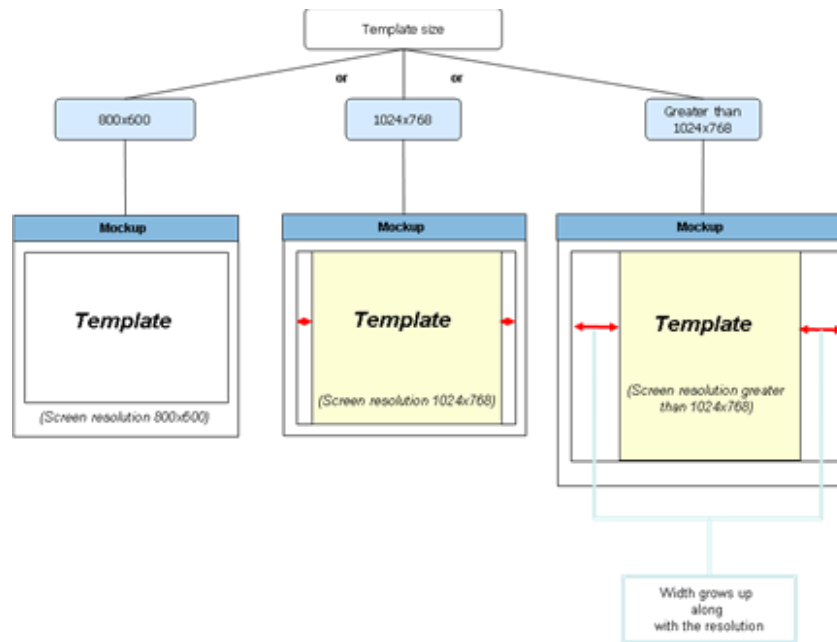 Template size
or
or
800x600
1024x768
Greater than
1024x768
Mockup
Template
(Screen resolution 800x600)
Mockup
Template
(Screen resolution 1024x768)
Mockup
Template
(Screen resolution greater
than 1024x768)
Width grows up
along
with the resolution